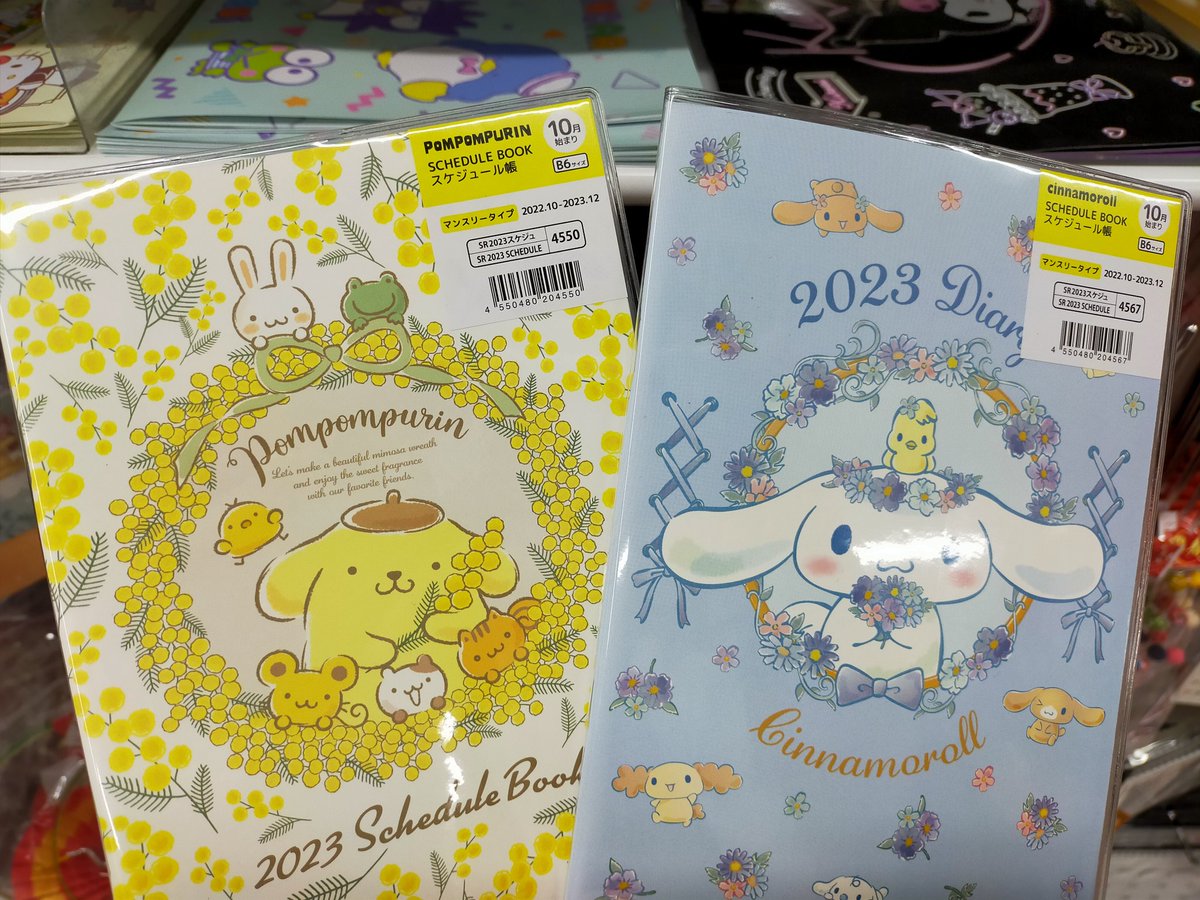 POMPOMPURIN
SCHEDULE BOOK
スケジュール帳
10月
始まり
B6サイズ
マンスリータイプ 2022.10-2023.12
SR2023スケジュ
SR 2023 SCHEDULE
4550
4 550480 204550
Pompompurin
Let's make a beautiful mimosa wreath
and enjoy the sweet fragrance
with our favorite friends.
2023 Schedule Book
cinnamoroll
SCHEDULE BOOK
スケジュール帳
10月
始まり
B6サイズ
マンスリータイプ 2022.10-2023.12
SR2023スケジュ
SR 2023 SCHEDULE
4567
4 550480 204567
2023 Diary
Cinnamoroll